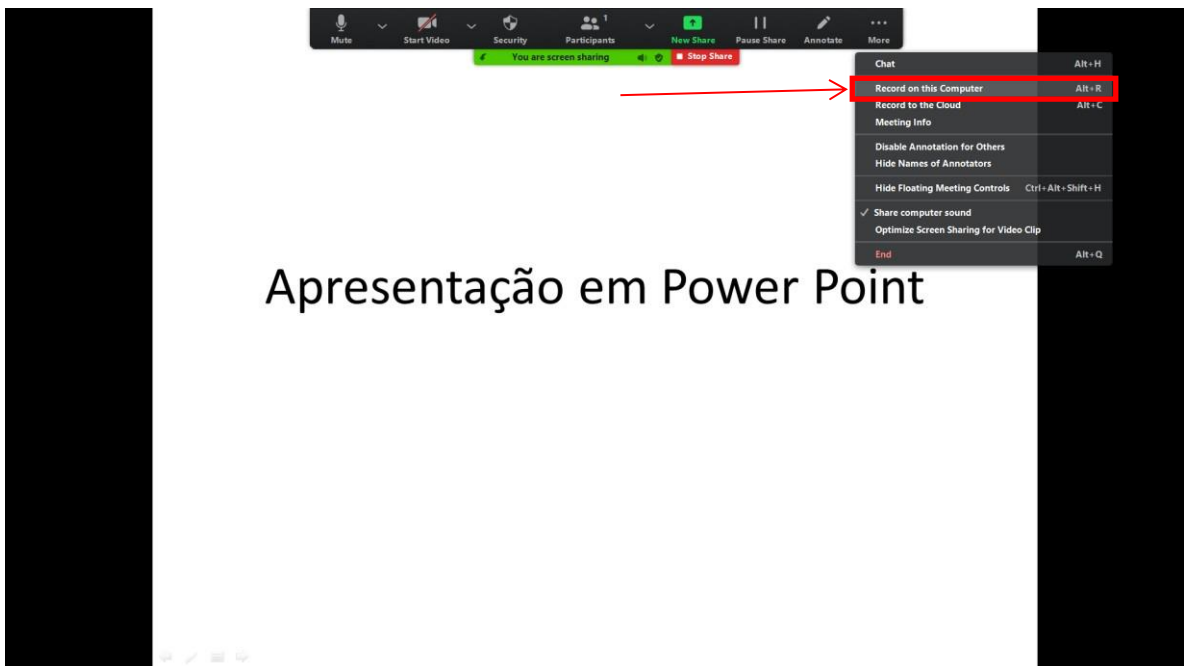 Mute Start Video Security Participants 1 New Share Pause Share Annotate More
You are screen sharing Stop Share
Chat Alt+H
Record on this Computer Alt+R
Record to the Cloud Alt+C
Meeting Info
Disable Annotation for Others
Hide Names of Annotators
Hide Floating Meeting Controls Ctrl+Alt+Shift+H
Share computer sound
Optimize Screen Sharing for Video Clip
End Alt+Q
Apresentação em Power Point